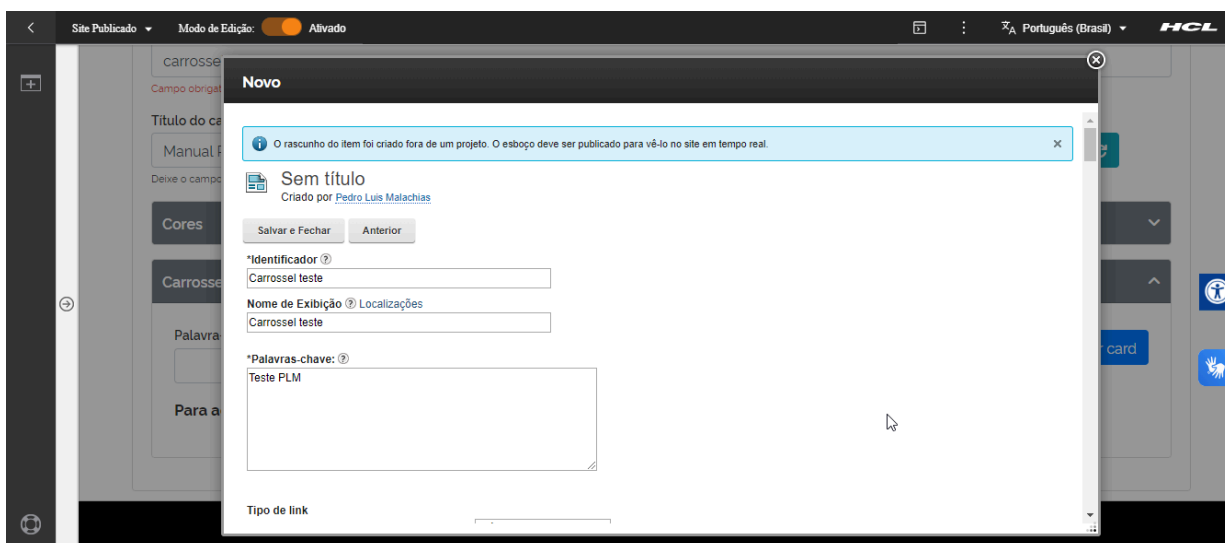 Site Publicado Modo de Edição: Ativado Português (Brasil) HCL
carrosse
Campo obrigat
Título do ca
Manual
Deixe o campo
Cores
Carrosse
Palavra-
card
Para a
Novo
O rascunho do item foi criado fora de um projeto. O esboço deve ser publicado para vê-lo no site em tempo real.
Sem título
Criado por Pedro Luis Malachias
Salvar e Fechar Anterior
*Identificador
Carrossel teste
Nome de Exibição Localizações
Carrossel teste
*Palavras-chave:
Teste PLM
Tipo de link